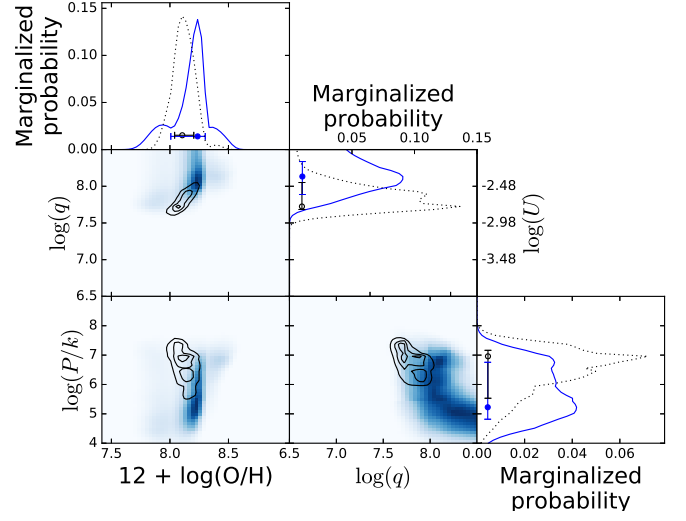 0.15
0.10
0.05
0.00
Marginalized
probability
Marginalized
probability
0.05 0.10 0.15
8.0
7.5
7.0
6.5
log(q)
-2.48
-2.98
-3.48
log(U)
8
7
6
5
4
log(P/k)
7.5 8.0 8.5 6.5 7.0 7.5 8.0 0.00 0.02 0.04 0.06
12 + log(O/H) log(q) Marginalized
probability